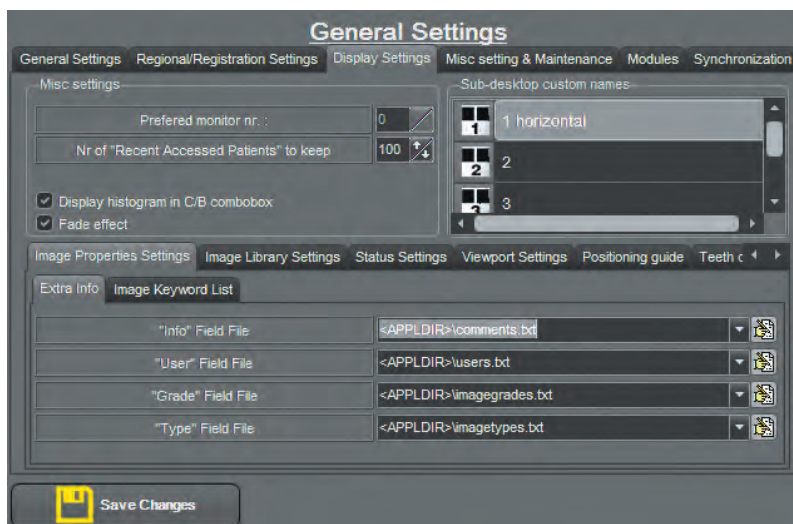 General Settings
General Settings Regional/Registration Settings Display Settings Misc setting & Maintenance Modules Synchronization
Misc settings
Prefered monitor nr. : 0
Nr of "Recent Accessed Patients" to keep 100
Display histogram in C/B combobox
Fade effect
Sub-desktop custom names
1 1 horizontal
2 2
3 3
Image Properties Settings Image Library Settings Status Settings Viewport Settings Positioning guide Teeth c
Extra Info Image Keyword List
"Info" Field File <APPLDIR>\comments.txt
"User" Field File <APPLDIR>\users.txt
"Grade" Field File <APPLDIR>\imagegrades.txt
"Type" Field File <APPLDIR>\imagetypes.txt
Save Changes